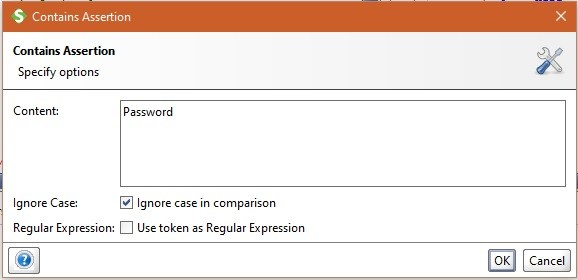 Contains Assertion
Contains Assertion
Specify options
Content:
Password
Ignore Case: Ignore case in comparison
Regular Expression: Use token as Regular Expression
OK Cancel